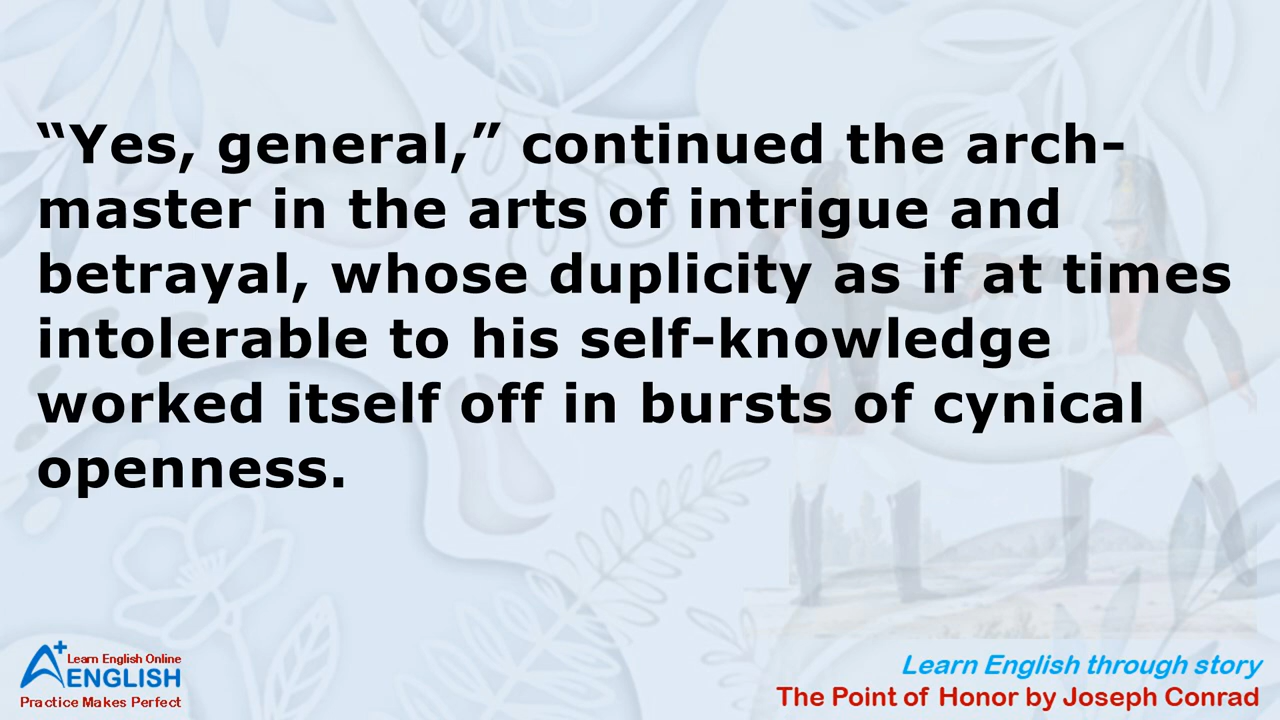 “Yes, general,” continued the arch-
master in the arts of intrigue and
betrayal, whose duplicity as if at times
intolerable to his self-knowledge
worked itself off in bursts of cynical
openness.
A+ Learn English Online
ENGLISH
Practice Makes Perfect
Learn English through story
The Point of Honor by Joseph Conrad